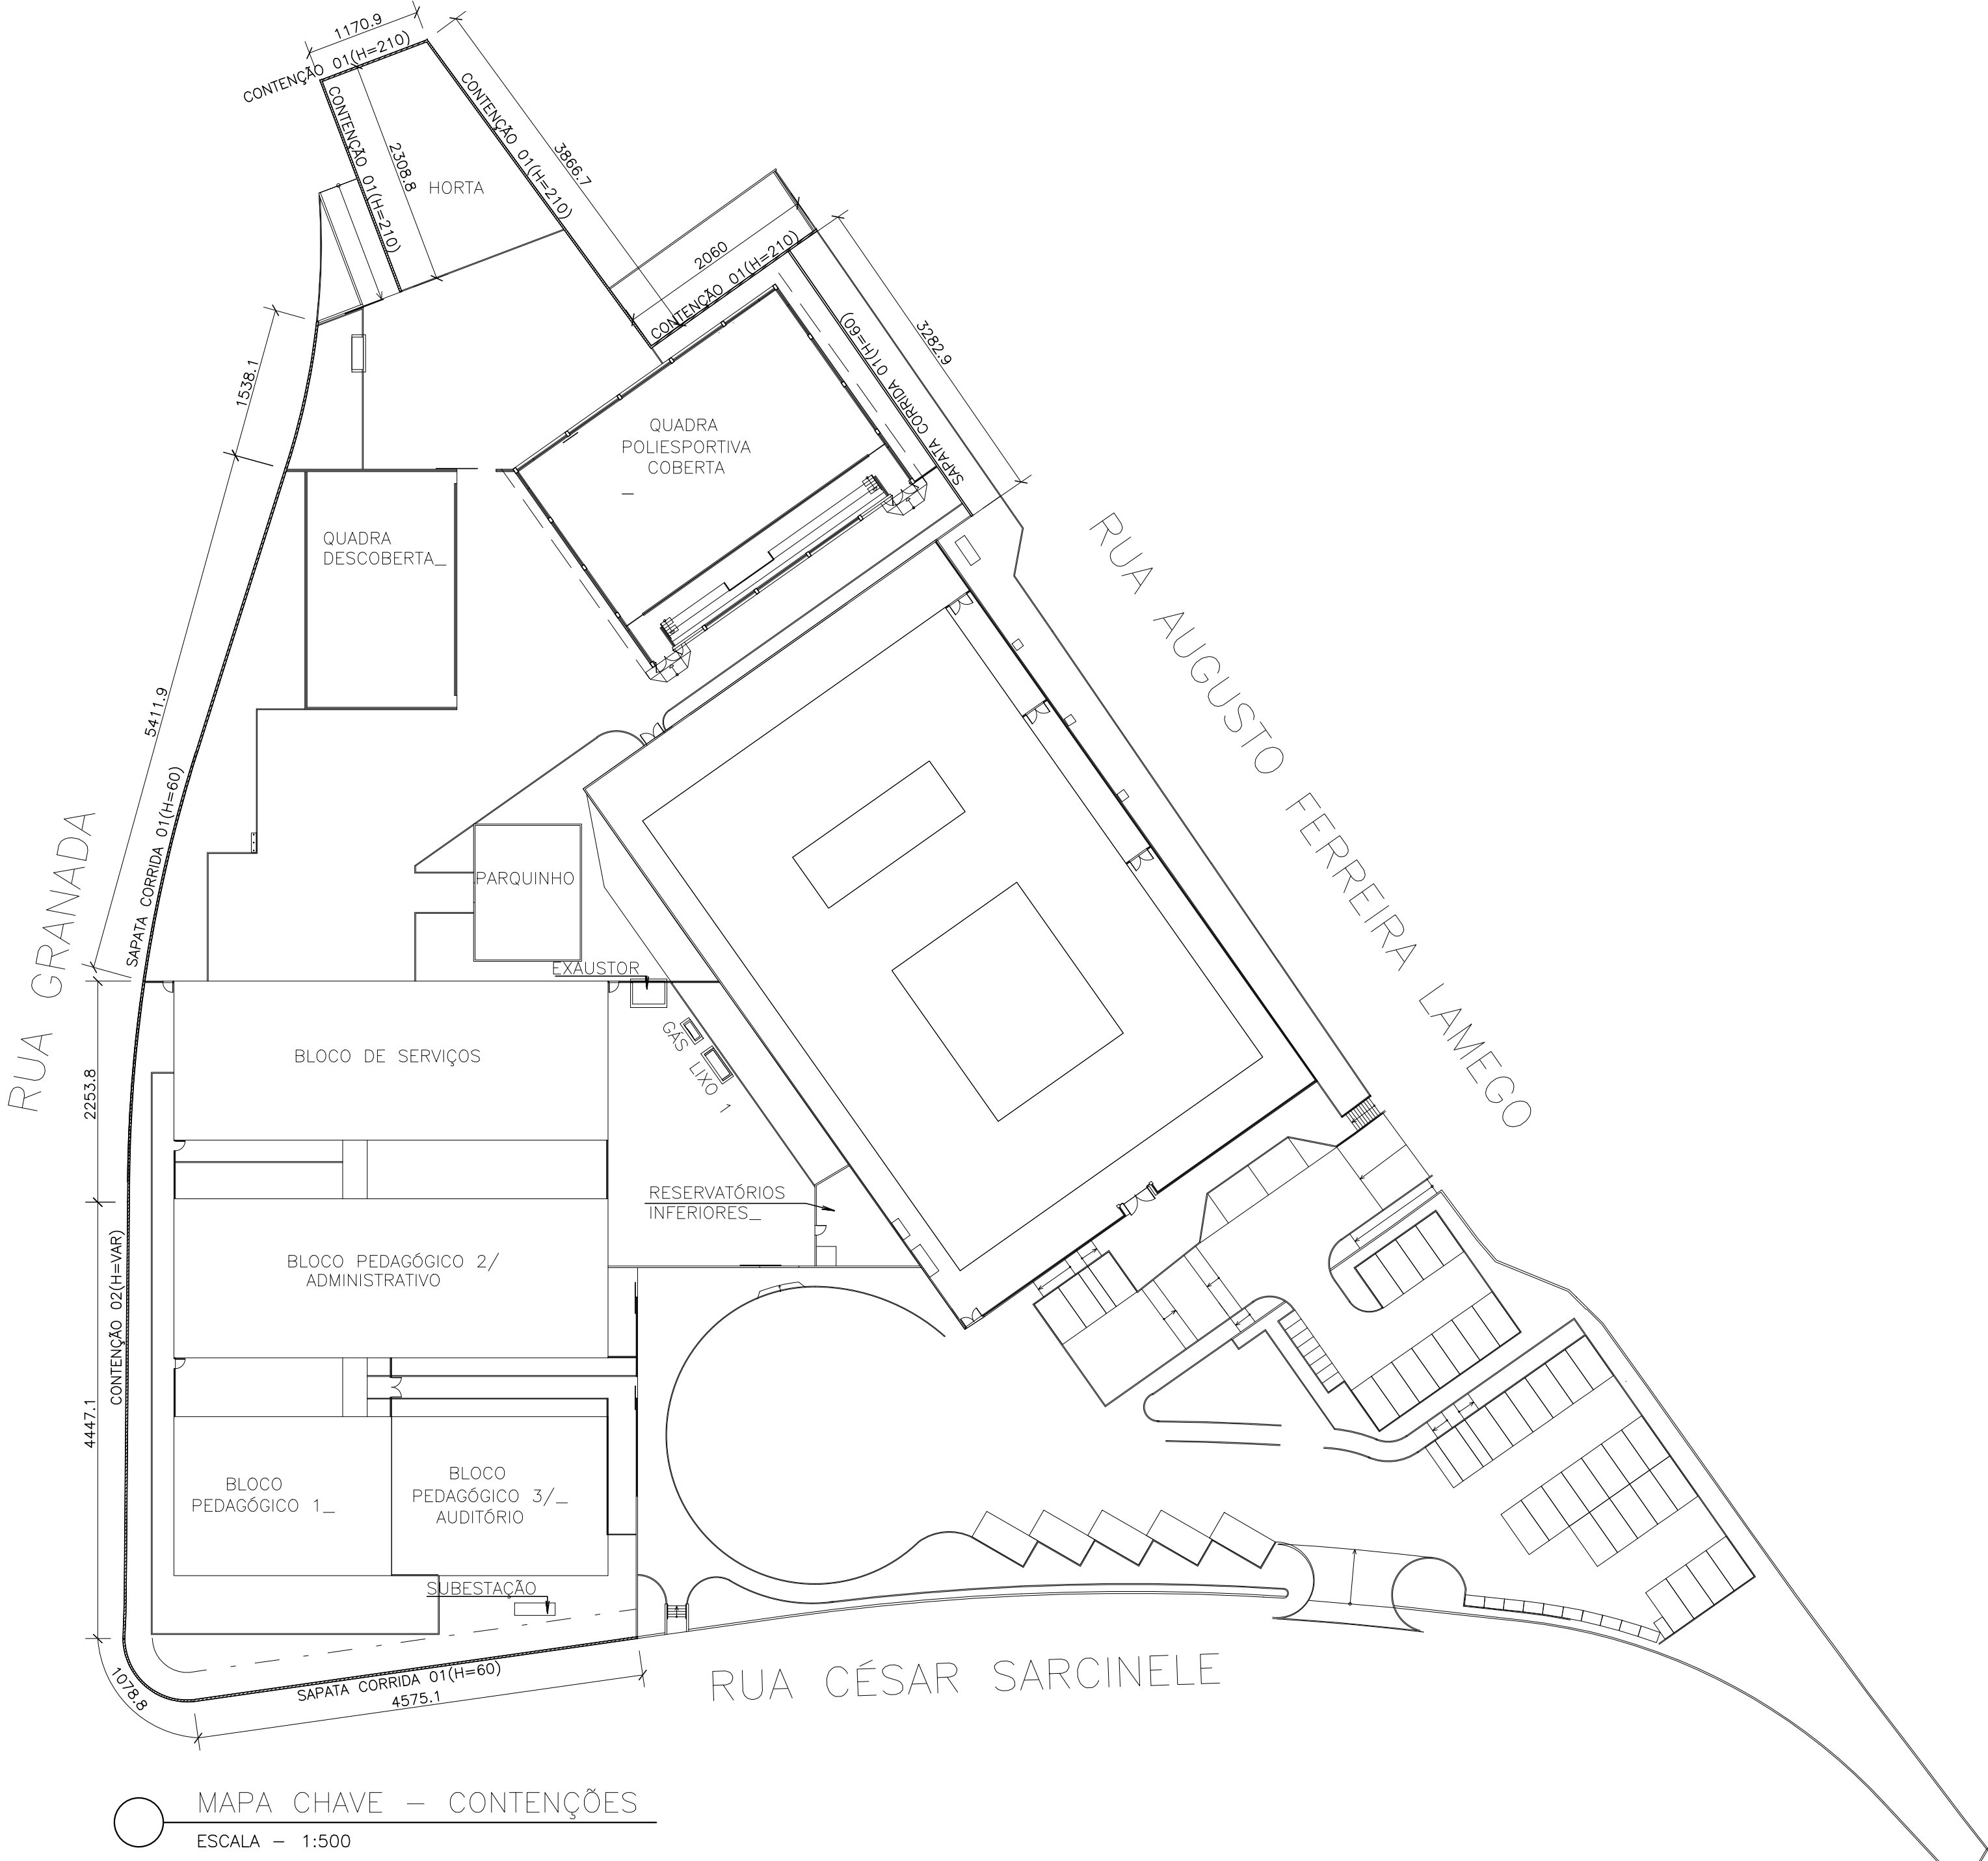 1170.9
CONTENÇÃO 01(H=210)
CONTENÇÃO 01(H=210)
CONTENÇÃO 01(H=210)
3866.7
2308.8
HORTA
2060
CONTENÇÃO 01(H=210)
3282.9
SAPATA CORRIDA 01(H=60)
1538.1
QUADRA
POLIESPORTIVA
COBERTA
_
QUADRA
DESCOBERTA_
RUA AUGUSTO FERREIRA LAMEGO
5411.9
SAPATA CORRIDA 01(H=60)
RUA GRANADA
PARQUINHO
EXAUSTOR
GÁS
LIXO 1
BLOCO DE SERVIÇOS
2253.8
RESERVATÓRIOS
INFERIORES_
BLOCO PEDAGÓGICO 2/
ADMINISTRATIVO
CONTENÇÃO 02(H=VAR)
4447.1
BLOCO
PEDAGÓGICO 1_
BLOCO
PEDAGÓGICO 3/_
AUDITÓRIO
SUBESTAÇÃO
1078.8
SAPATA CORRIDA 01(H=60)
4575.1
RUA CÉSAR SARCINELE
MAPA CHAVE – CONTENÇÕES
ESCALA – 1:500